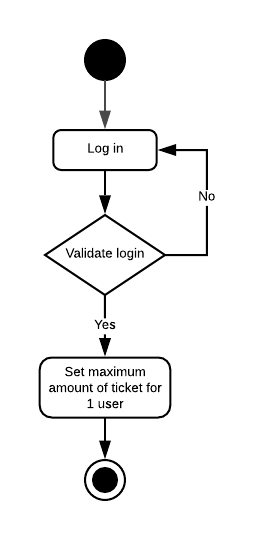 Log in
Validate login
No
Yes
Set maximum
amount of ticket for
1 user